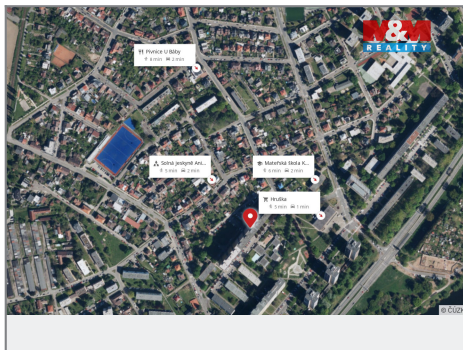 N&M
REALITY
Pivnice U Báby
8 min 2 min
Solná jeskyně Ani...
5 min 2 min
Mateřská škola K...
6 min 2 min
Hruška
5 min 1 min
© ČÚZK